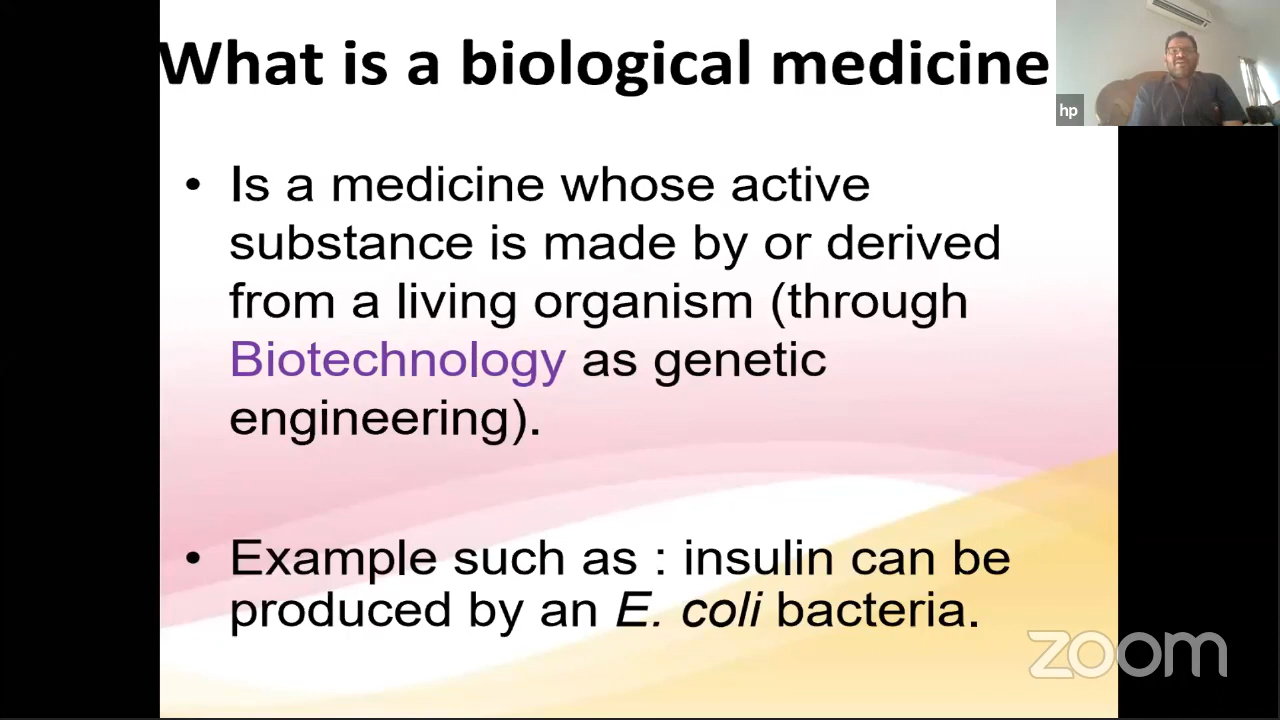 What is a biological medicine
hp
• Is a medicine whose active
substance is made by or derived
from a living organism (through
Biotechnology as genetic
engineering).
• Example such as : insulin can be
produced by an E. coli bacteria.
zoom